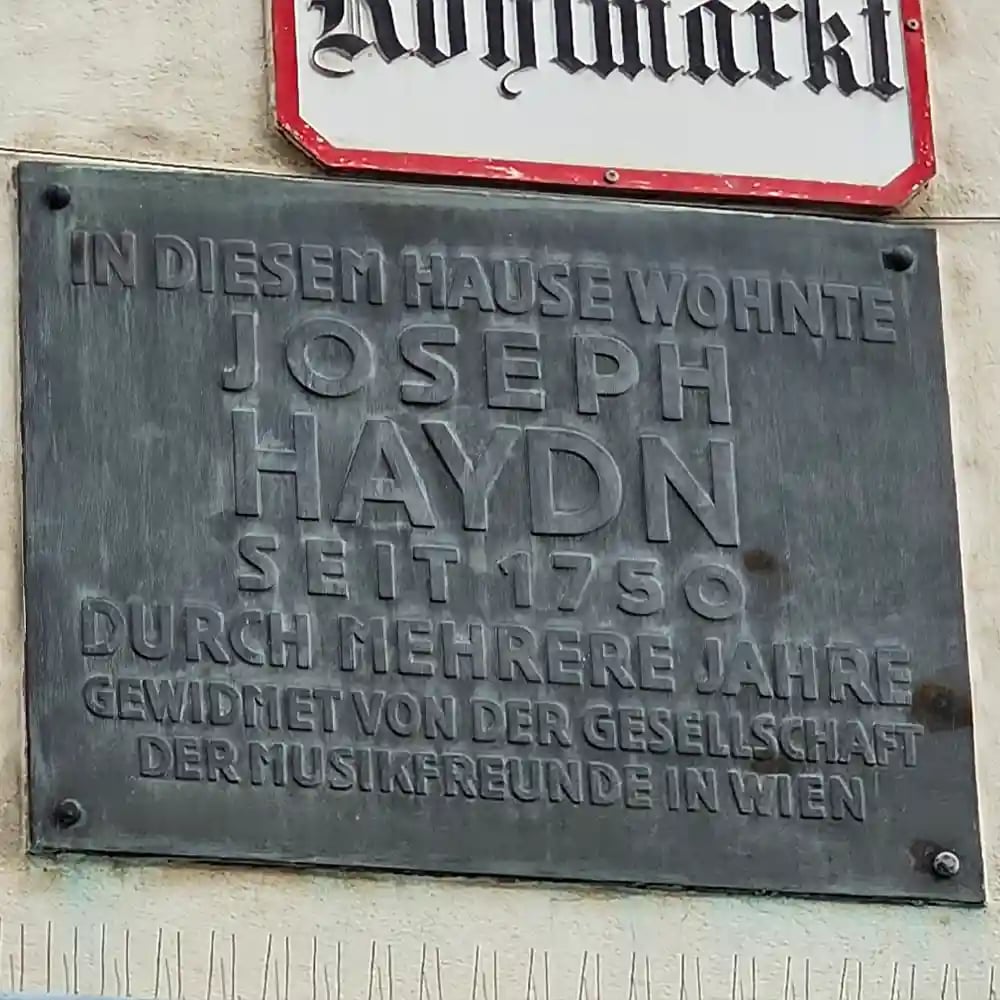 Kohlmarkt
IN DIESEM HAUSE WOHNTE
JOSEPH
HAYDN
SEIT 1750
DURCH MEHRERE JAHRE
GEWIDMET VON DER GESELLSCHAFT
DER MUSIKFREUNDE IN WIEN